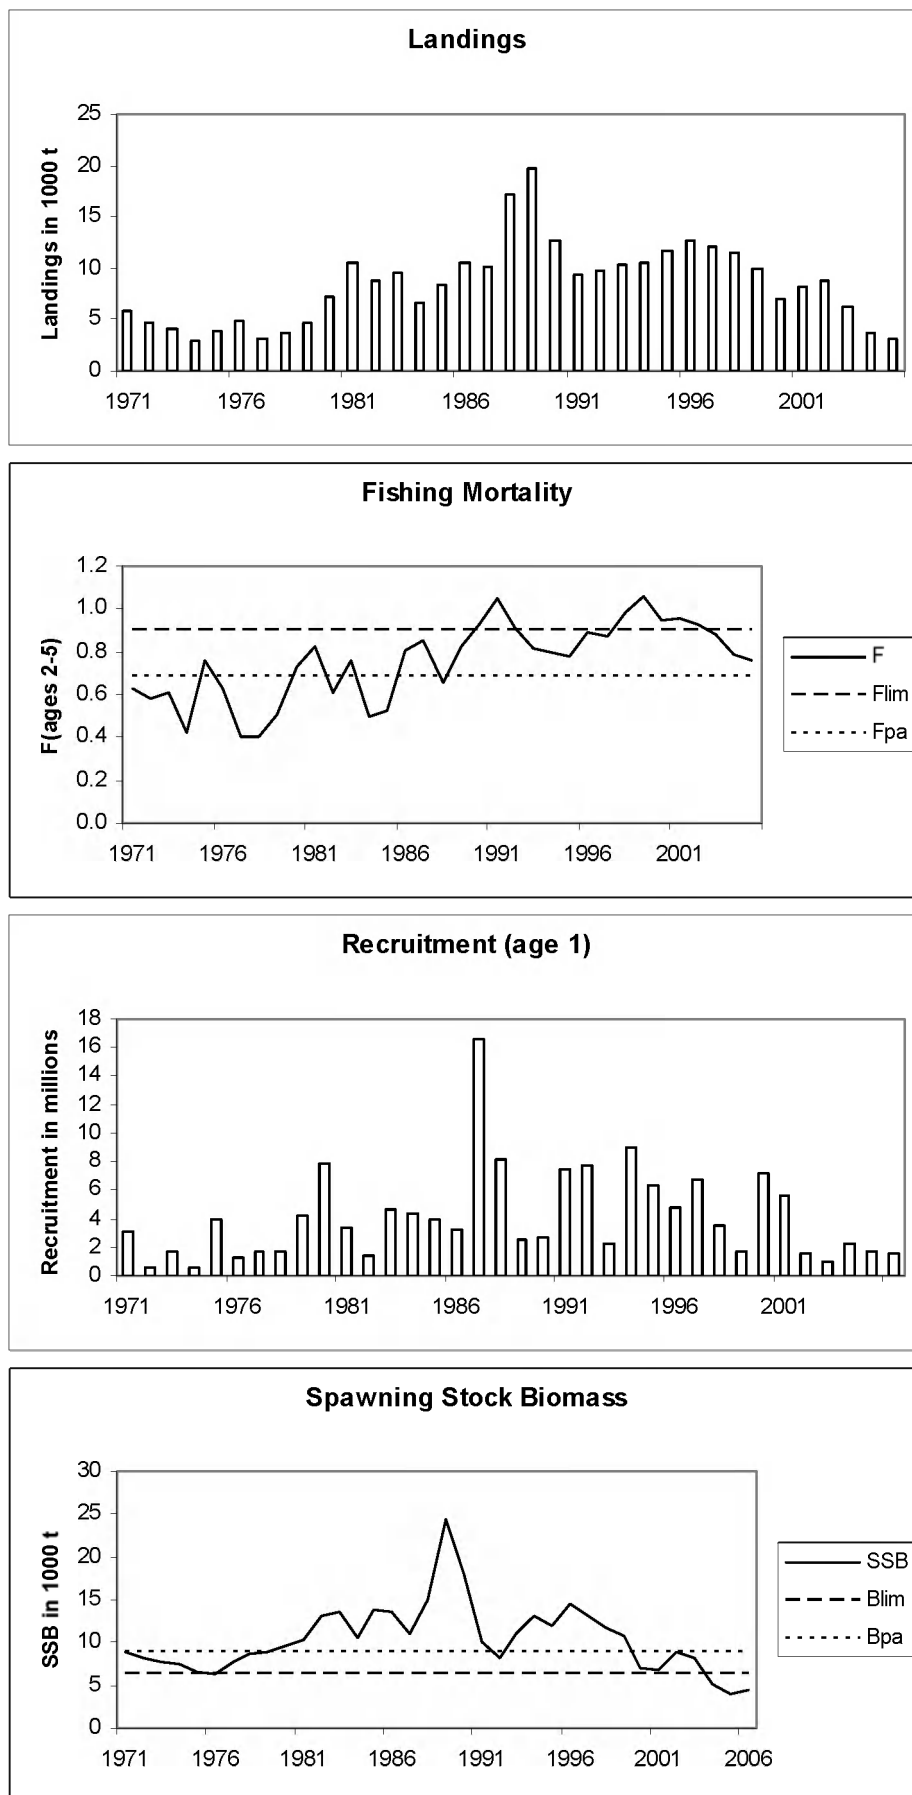 Landings
Landings in 1000 t
25
20
15
10
5
0
1971 1976 1981 1986 1991 1996 2001
Fishing Mortality
F(ages 2-5)
1.2
1.0
0.8
0.6
0.4
0.2
0.0
1971 1976 1981 1986 1991 1996 2001
F
Flim
Fpa
Recruitment (age 1)
Recruitment in millions
18
16
14
12
10
8
6
4
2
0
1971 1976 1981 1986 1991 1996 2001
Spawning Stock Biomass
SSB in 1000 t
30
25
20
15
10
5
0
1971 1976 1981 1986 1991 1996 2001 2006
SSB
Blim
Bpa